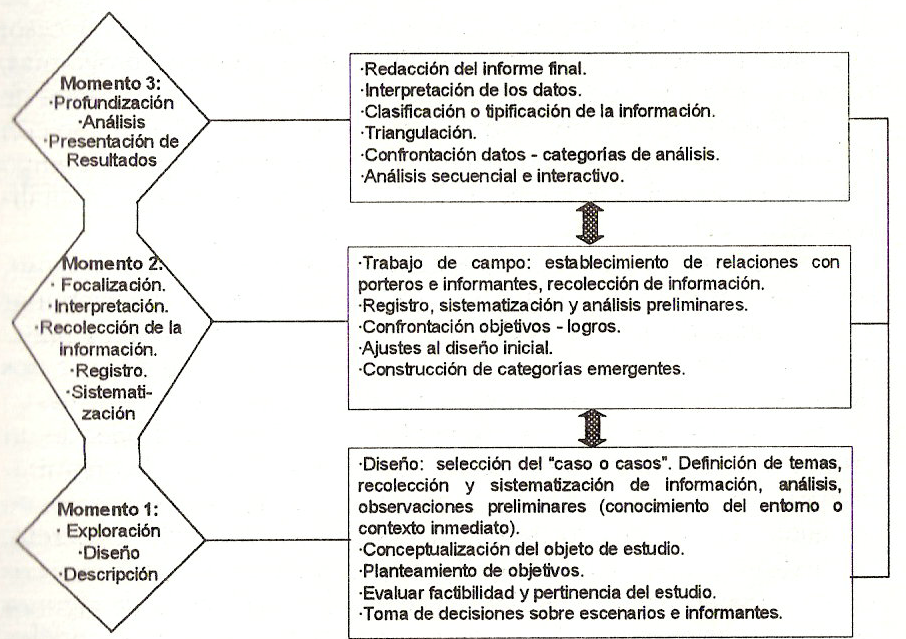 Momento 3:
·Profundización
·Análisis
·Presentación de
Resultados
·Redacción del informe final.
·Interpretación de los datos.
·Clasificación o tipificación de la información.
·Triangulación.
·Confrontación datos - categorías de análisis.
·Análisis secuencial e interactivo.
Momento 2:
· Focalización.
·Interpretación.
·Recolección de la
información.
·Registro.
·Sistemati-
zación
·Trabajo de campo: establecimiento de relaciones con
porteros e informantes, recolección de información.
·Registro, sistematización y análisis preliminares.
·Confrontación objetivos - logros.
·Ajustes al diseño inicial.
·Construcción de categorías emergentes.
Momento 1:
· Exploración
·Diseño
·Descripción
·Diseño: selección del "caso o casos". Definición de temas,
recolección y sistematización de información, análisis,
observaciones preliminares (conocimiento del entorno o
contexto inmediato).
·Conceptualización del objeto de estudio.
·Planteamiento de objetivos.
·Evaluar factibilidad y pertinencia del estudio.
·Toma de decisiones sobre escenarios e informantes.